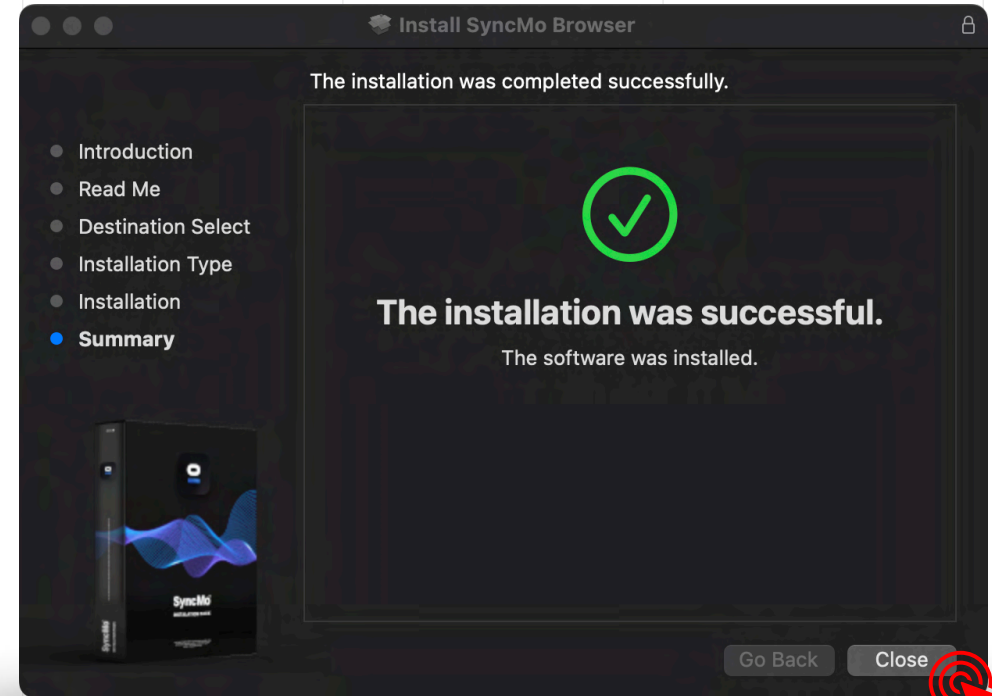 Install SyncMo Browser
The installation was completed successfully.
Introduction
Read Me
Destination Select
Installation Type
Installation
Summary
The installation was successful.
The software was installed.
SyncMo
SyncMo
Go Back
Close